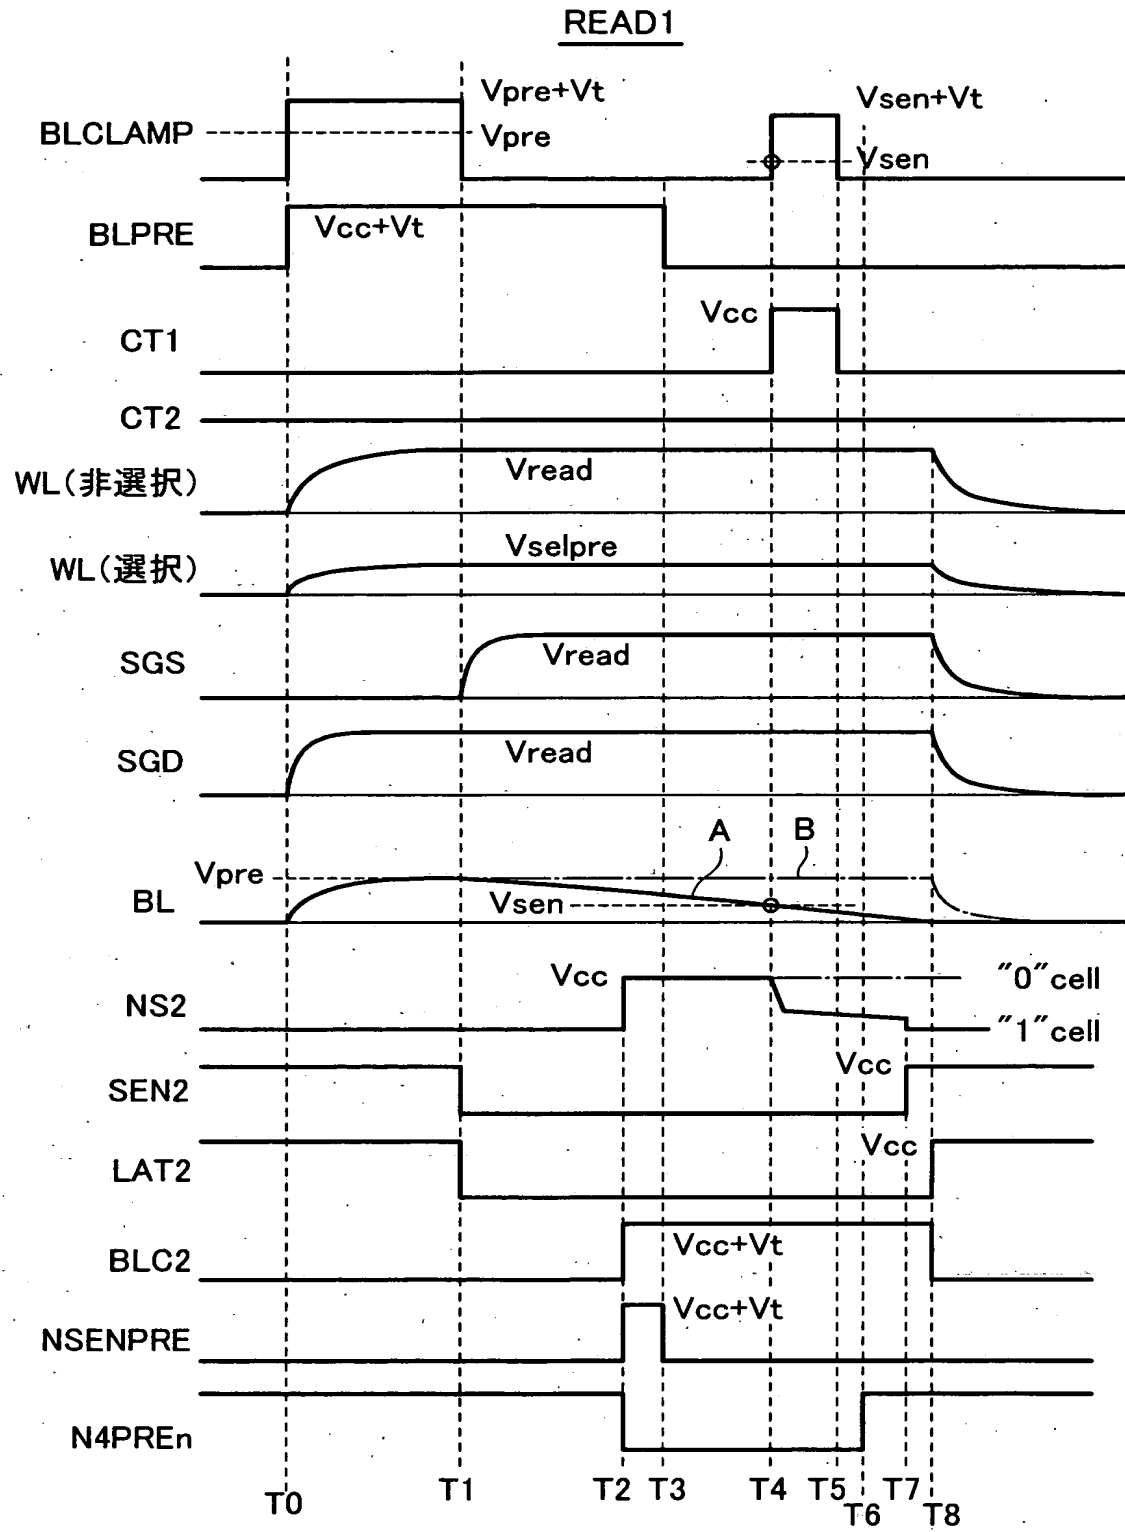 READ1
BLCLAMP
Vpre+Vt
Vpre
Vsen+Vt
Vsen
BLPRE
Vcc+Vt
CT1
Vcc
CT2
WL(非選択)
Vread
WL(選択)
Vselpre
SGS
Vread
SGD
Vread
A
B
Vpre
BL
Vsen
NS2
Vcc
"0"cell
"1"cell
SEN2
Vcc
LAT2
Vcc
BLC2
Vcc+Vt
NSENPRE
Vcc+Vt
N4PREn
T0 T1 T2 T3 T4 T5 T6 T7 T8